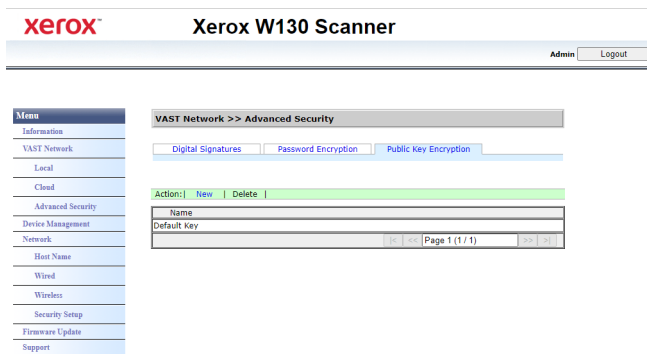 xerox™ Xerox W130 Scanner
Admin Logout
Menu
Information
VAST Network
Local
Cloud
Advanced Security
Device Management
Network
Host Name
Wired
Wireless
Security Setup
Firmware Update
Support
VAST Network >> Advanced Security
Digital Signatures Password Encryption Public Key Encryption
Action:| New | Delete |
Name
Default Key
|< << Page 1 (1 / 1) >> >|